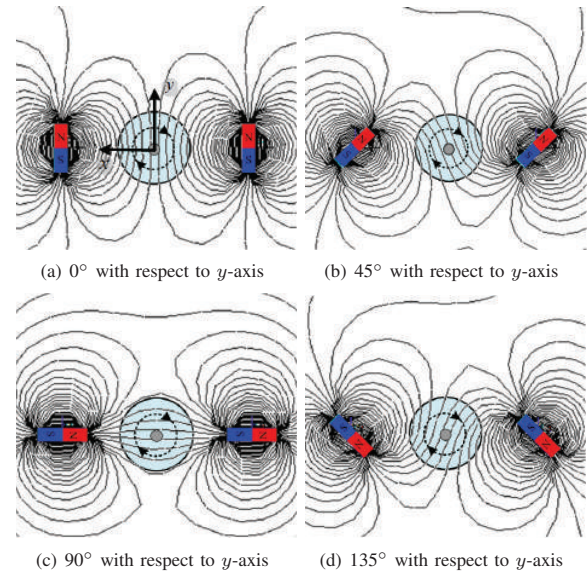 y
x
N
S
N
S
N
S
N
S
(a) 0° with respect to y-axis
(b) 45° with respect to y-axis
S
N
S
N
S
N
S
N
(c) 90° with respect to y-axis
(d) 135° with respect to y-axis